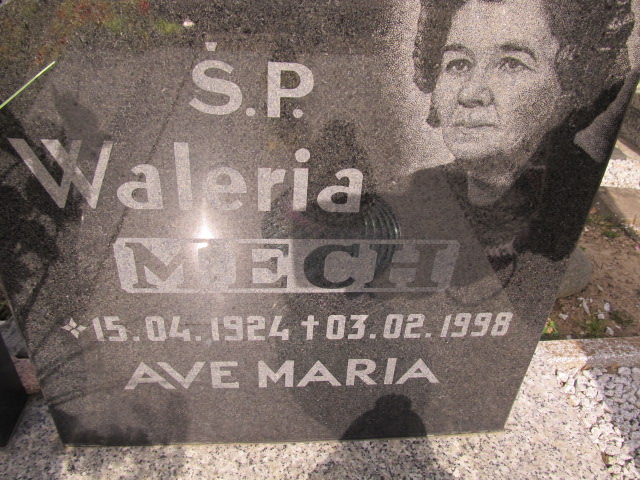 Ś.P.
Waleria
MECH
15.04.1924 ✝ 03.02.1998
AVE MARIA